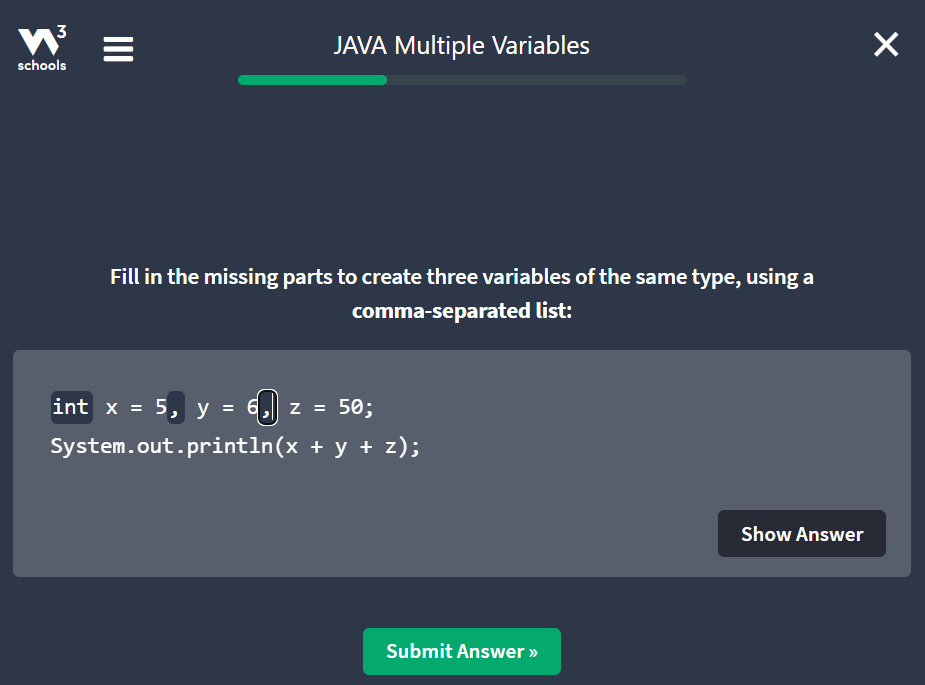 3
schools
JAVA Multiple Variables
Fill in the missing parts to create three variables of the same type, using a
comma-separated list:
int x = 5, y = 6, z = 50;
System.out.println(x + y + z);
Show Answer
Submit Answer »